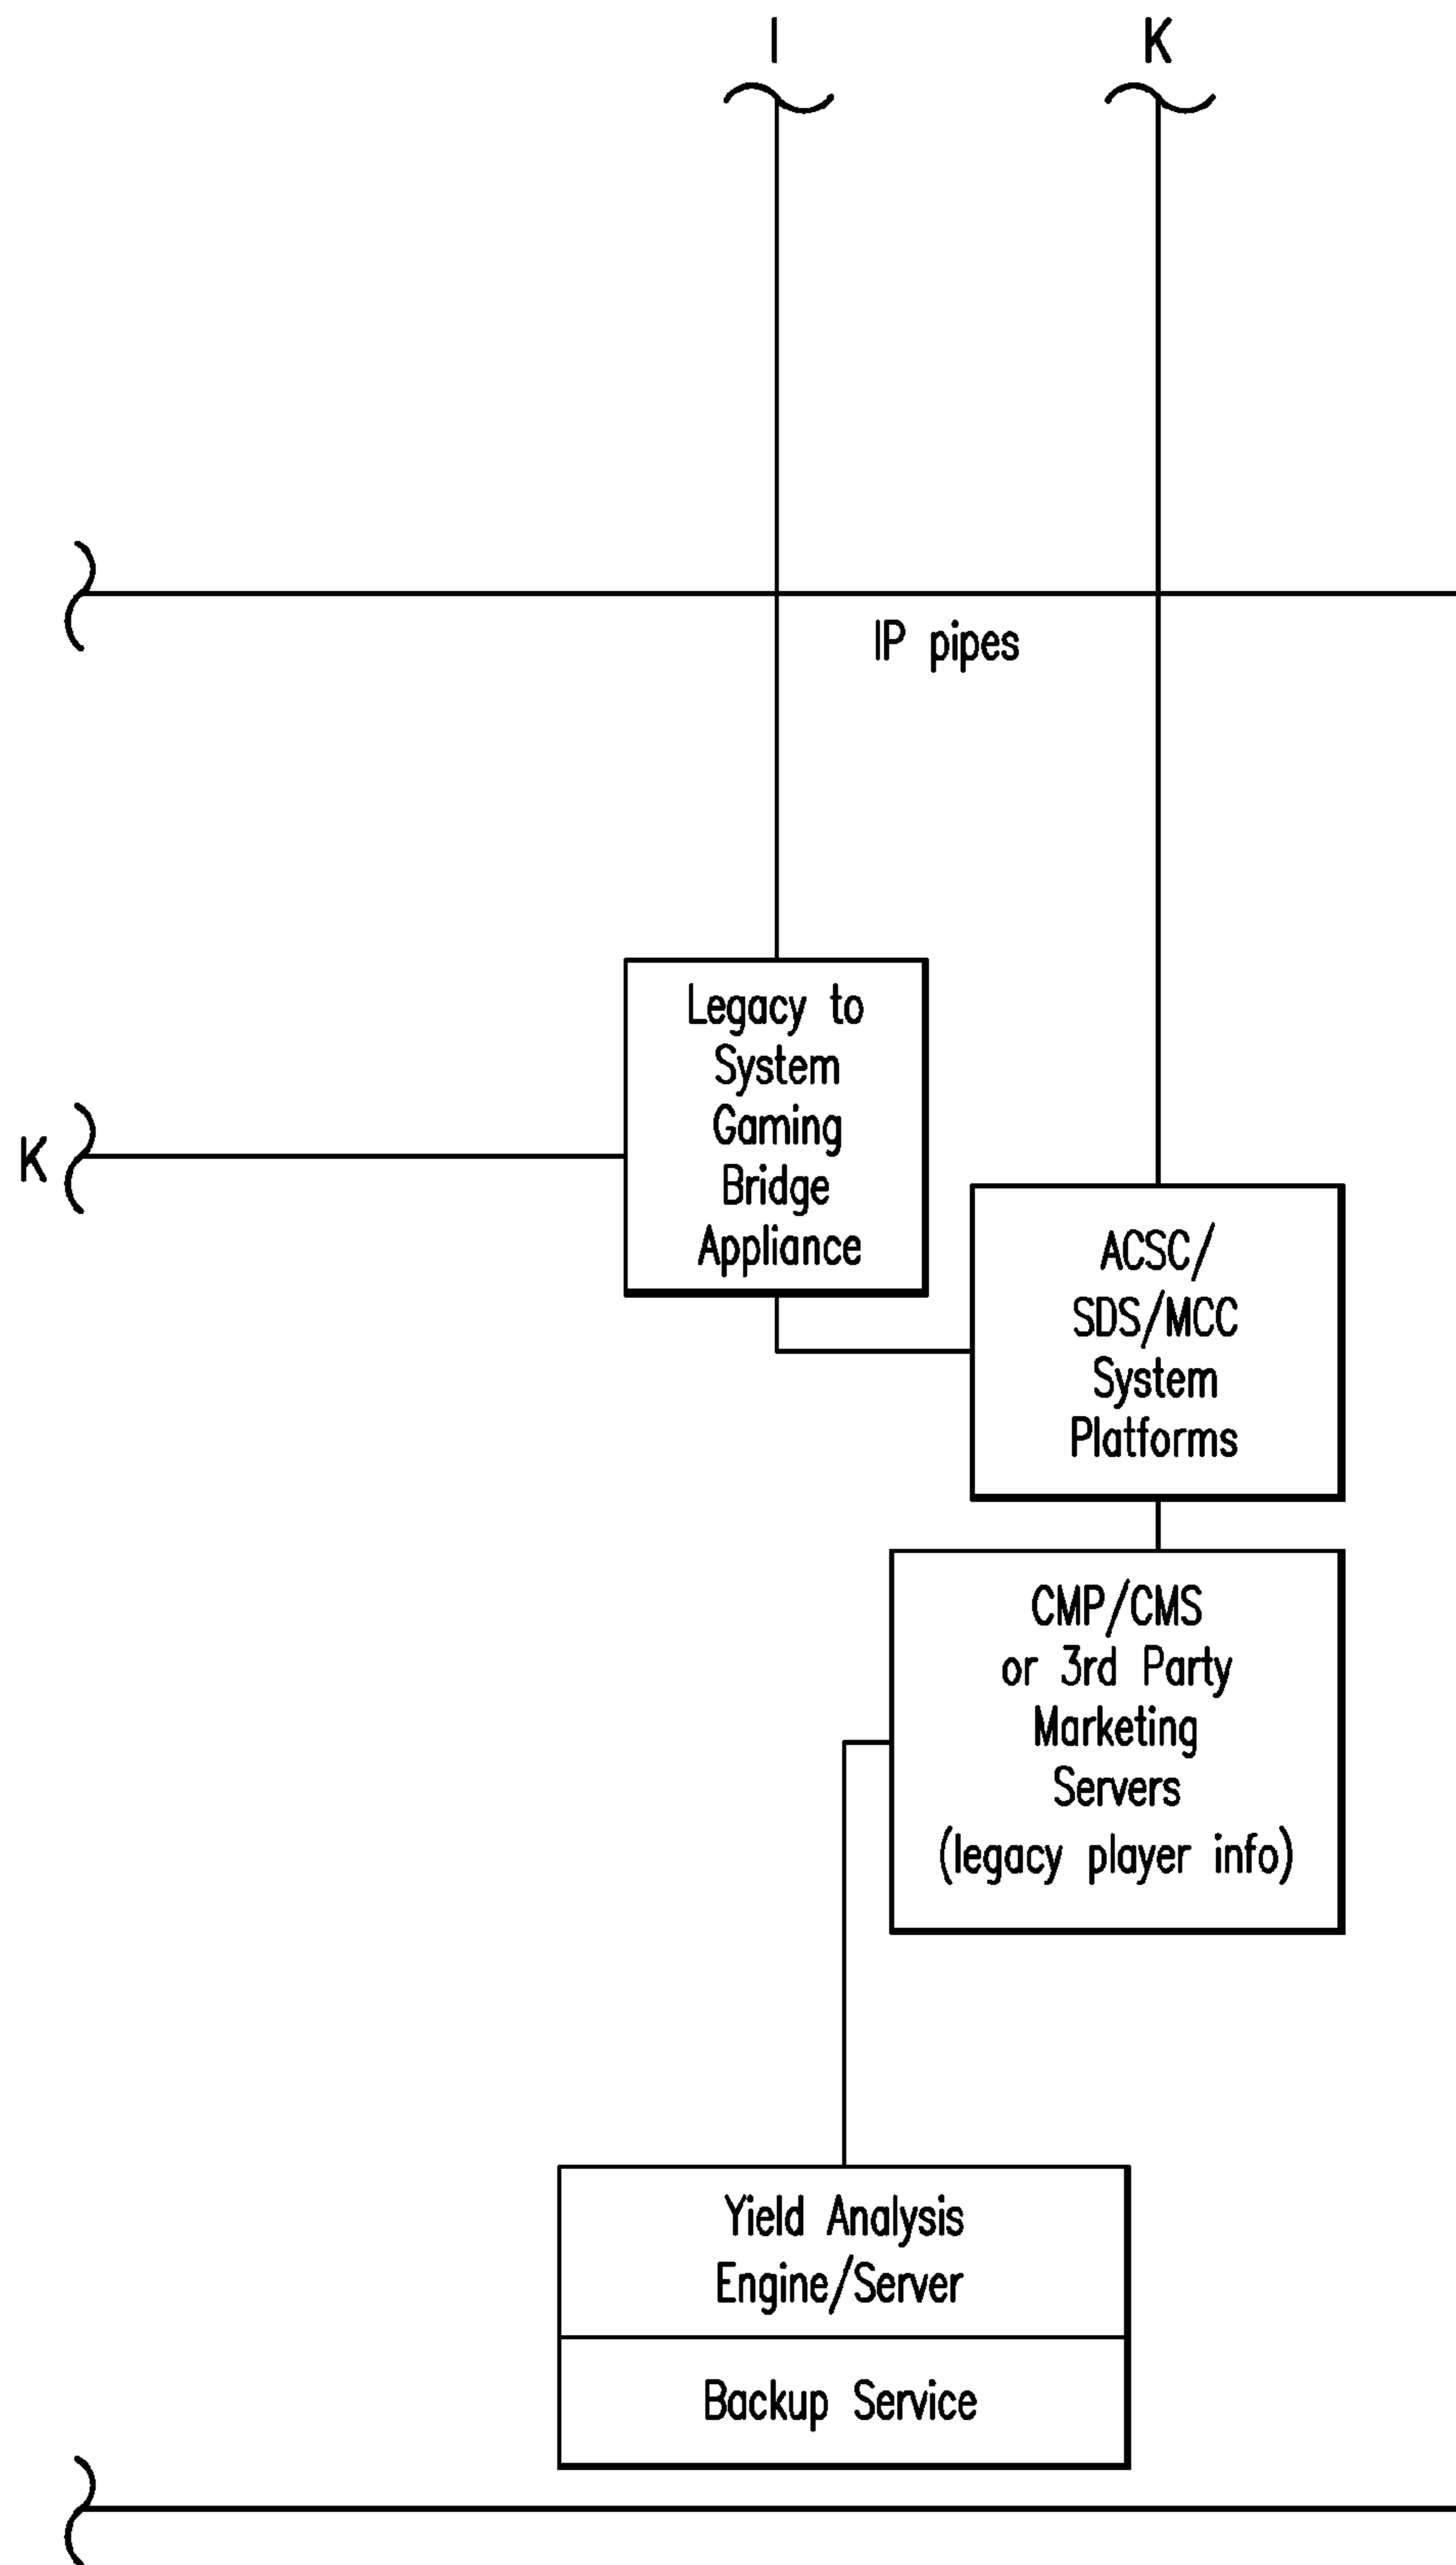 I
K
IP pipes
Legacy to
System
Gaming
Bridge
Appliance
K
ACSC/
SDS/MCC
System
Platforms
CMP/CMS
or 3rd Party
Marketing
Servers
(legacy player info)
Yield Analysis
Engine/Server
Backup Service